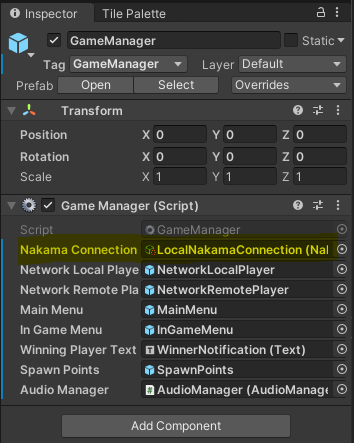 Inspector Tile Palette
GameManager Static
Tag GameManager Layer Default
Prefab Open Select Overrides
Transform
Position X 0 Y 0 Z 0
Rotation X 0 Y 0 Z 0
Scale X 1 Y 1 Z 1
Game Manager (Script)
Script GameManager
Nakama Connection LocalNakamaConnection (Nal
Network Local Playe NetworkLocalPlayer
Network Remote Pla NetworkRemotePlayer
Main Menu MainMenu
In Game Menu InGameMenu
Winning Player Text WinnerNotification (Text)
Spawn Points SpawnPoints
Audio Manager AudioManager (AudioManage
Add Component